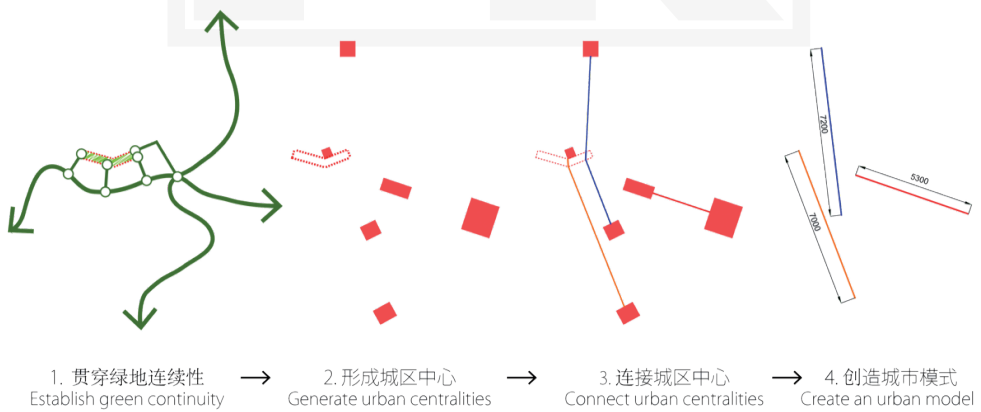 7200
7000
5300
1. 贯穿绿地连续性
Establish green continuity
2. 形成城区中心
Generate urban centralities
3. 连接城区中心
Connect urban centralities
4. 创造城市模式
Create an urban model